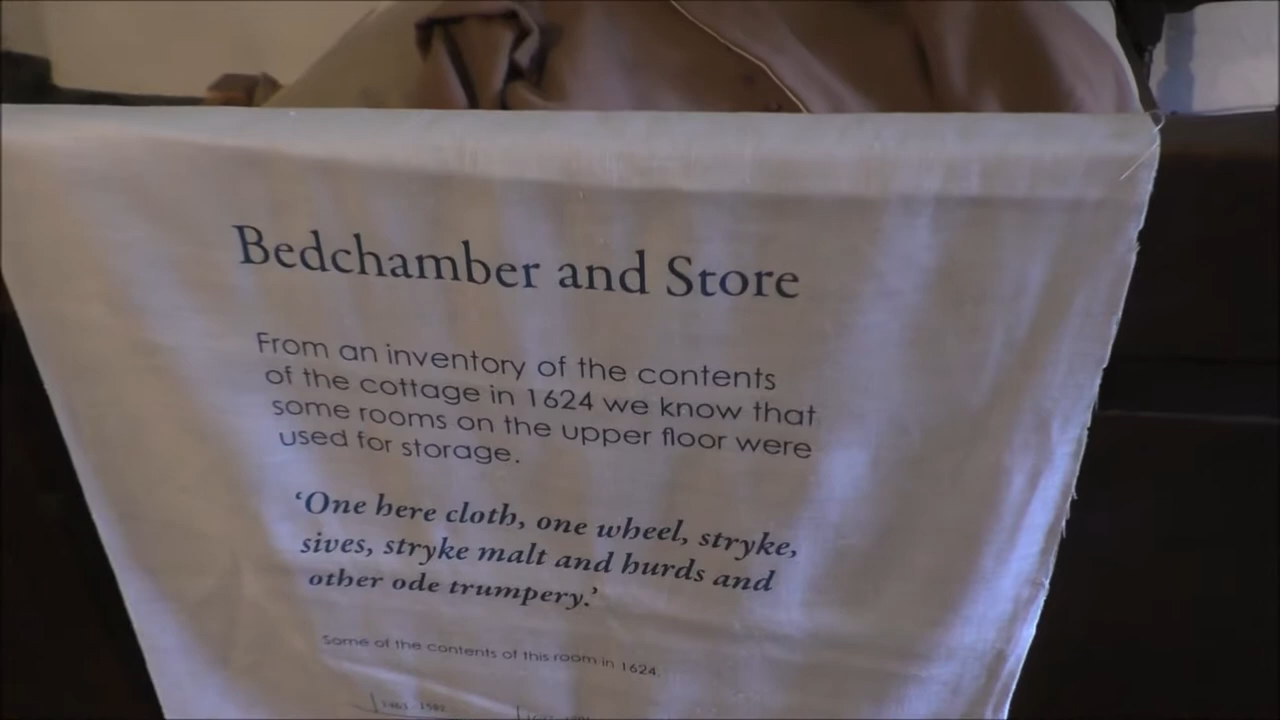 Bedchamber and Store
From an inventory of the contents
of the cottage in 1624 we know that
some rooms on the upper floor were
used for storage.
‘One here cloth, one wheel, stryke,
sives, stryke malt and hurds and
other ode trumpery.’
Some of the contents of this room in 1624.